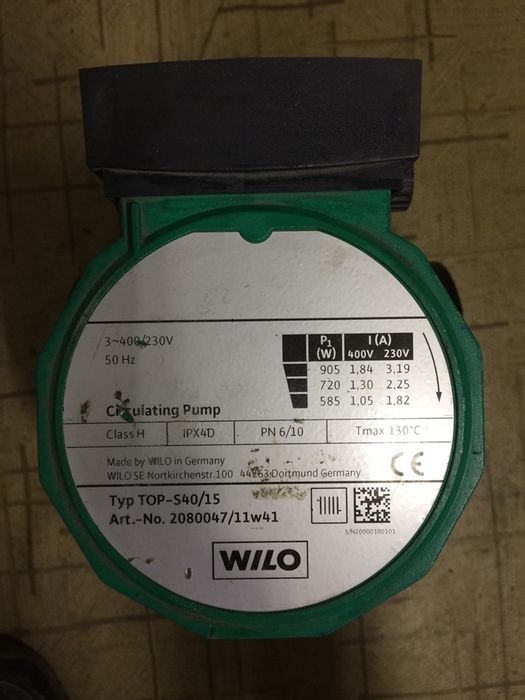 3~400/230V
50 Hz
P1 (W) I (A)
400V 230V
905 1,84 3,19
720 1,30 2,25
585 1,05 1,82
Circulating Pump
Class H IPX4D PN 6/10 Tmax 130°C
Made by WILO in Germany
WILO SE Nortkirchenstr.100 44263 Dortmund Germany
CE
Typ TOP-S40/15
Art.-No. 2080047/11w41
S/N20000100101
WILO